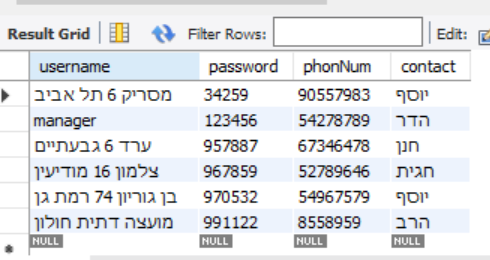 Result Grid Filter Rows: Edit:
username password phonNum contact
מסריק 6 תל אביב 34259 90557983 יוסף
manager 123456 54278789 הדר
ערד 6 גבעתיים 957887 67346478 חנן
צלמון 16 מודיעין 967859 52789646 חגית
בן גוריון 74 רמת גן 970532 54967579 יוסף
מועצה דתית חולון 991122 8558959 הרב
NULL NULL NULL NULL